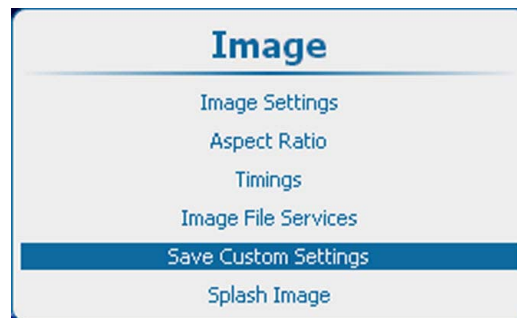 Image
Image Settings
Aspect Ratio
Timings
Image File Services
Save Custom Settings
Splash Image